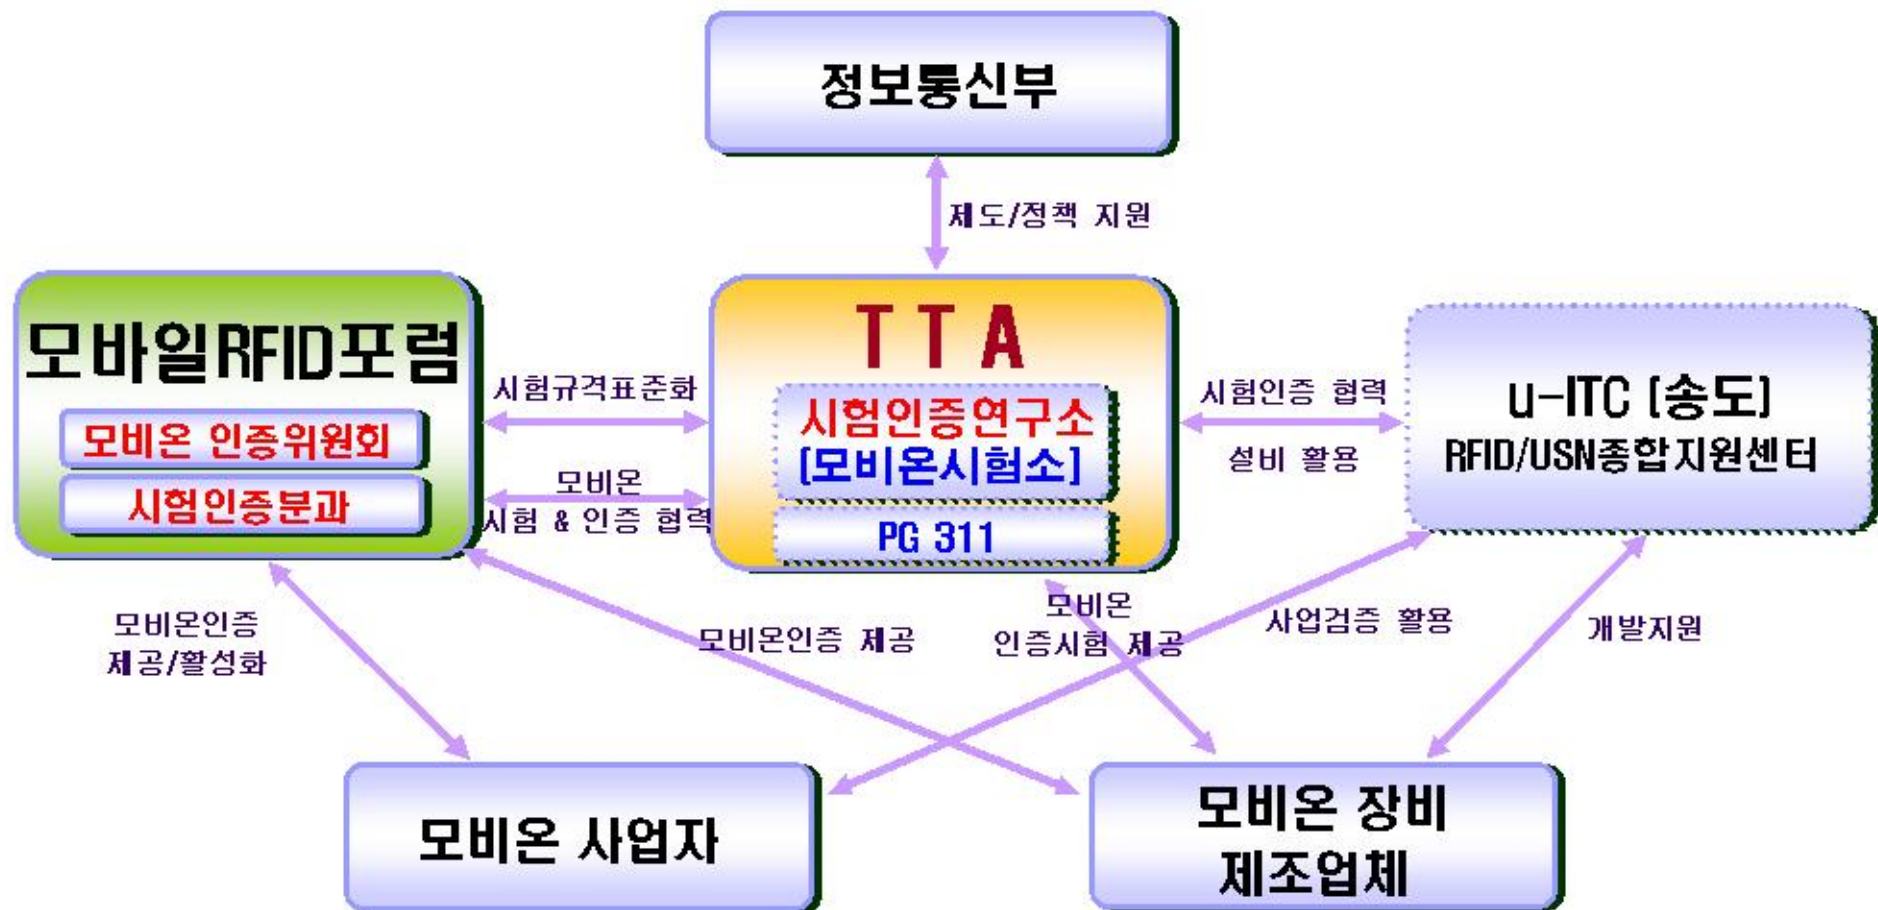 정보통신부
제도/정책 지원
모바일RFID포럼
모비온 인증위원회
시험인증분과
시험규격표준화
모비온
시험 & 인증 협력
T T A
시험인증연구소
(모비온시험소)
PG 311
시험인증 협력
설비 활용
u-ITC (송도)
RFID/USN종합지원센터
모비온인증
제공/활성화
모비온인증 제공
모비온
인증시험 제공
사업검증 활용
개발지원
모비온 사업자
모비온 장비
제조업체